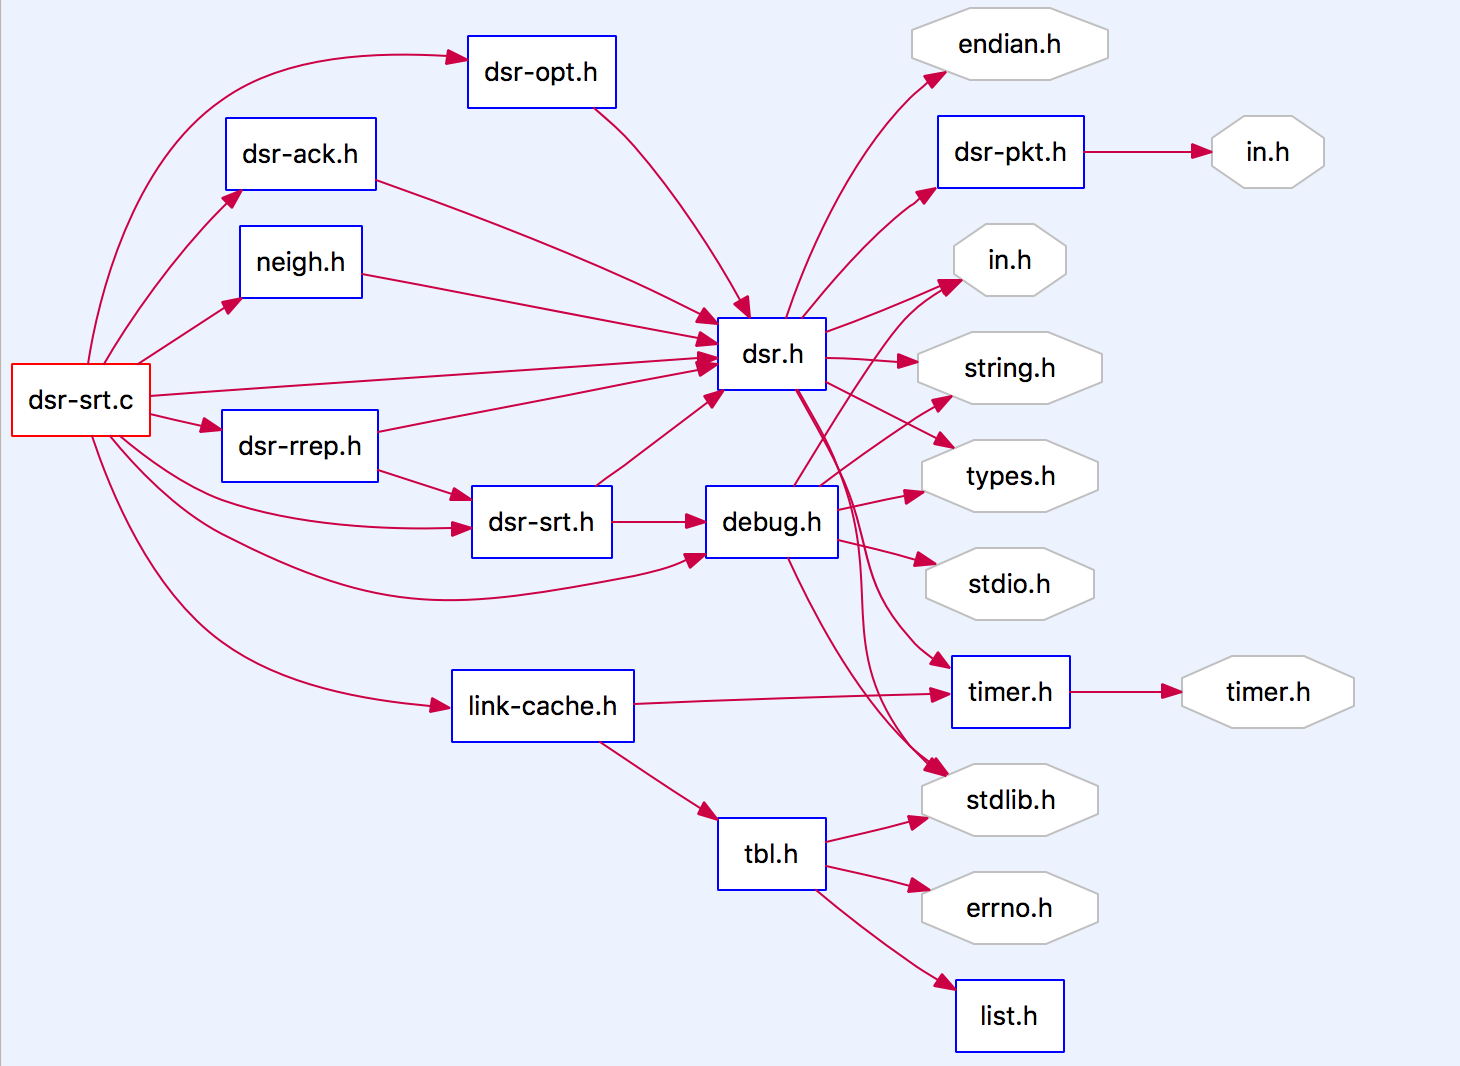 endian.h
dsr-opt.h
dsr-ack.h
dsr-pkt.h
in.h
neigh.h
in.h
dsr.h
string.h
dsr-srt.c
dsr-rrep.h
types.h
dsr-srt.h
debug.h
stdio.h
link-cache.h
timer.h
timer.h
stdlib.h
tbl.h
errno.h
list.h